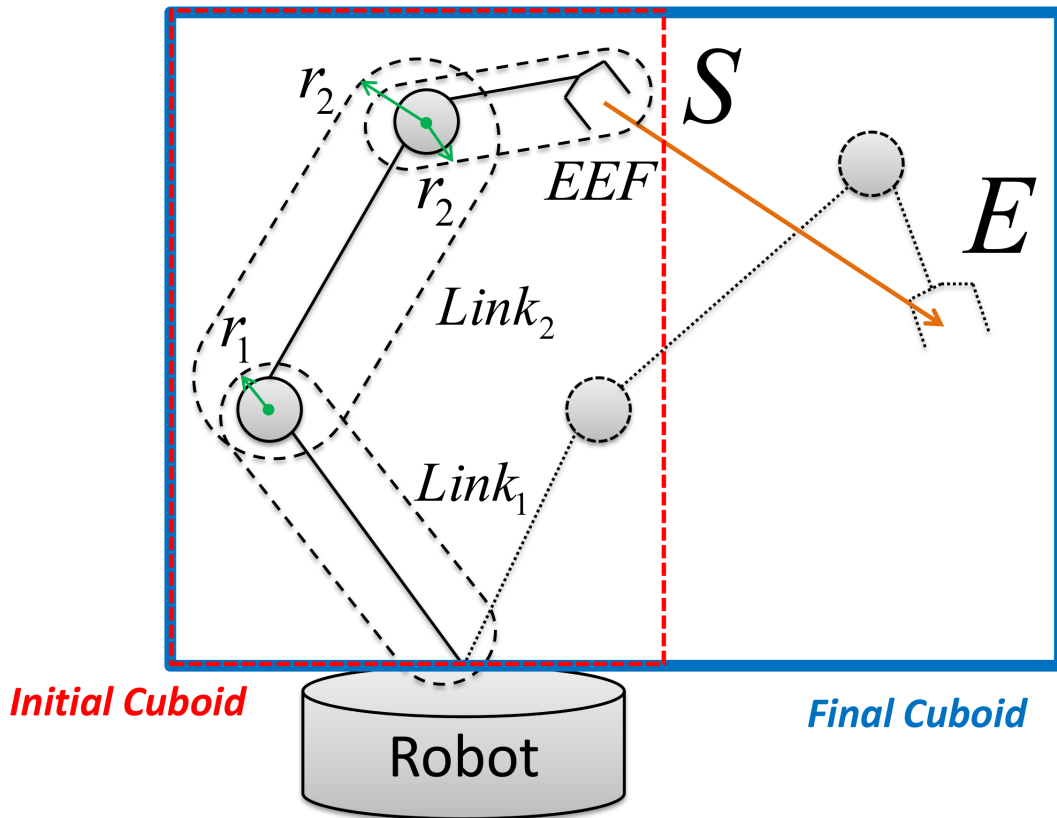 r₂
S
r₂
EEF
E
Link₂
r₁
Link₁
Initial Cuboid
Final Cuboid
Robot